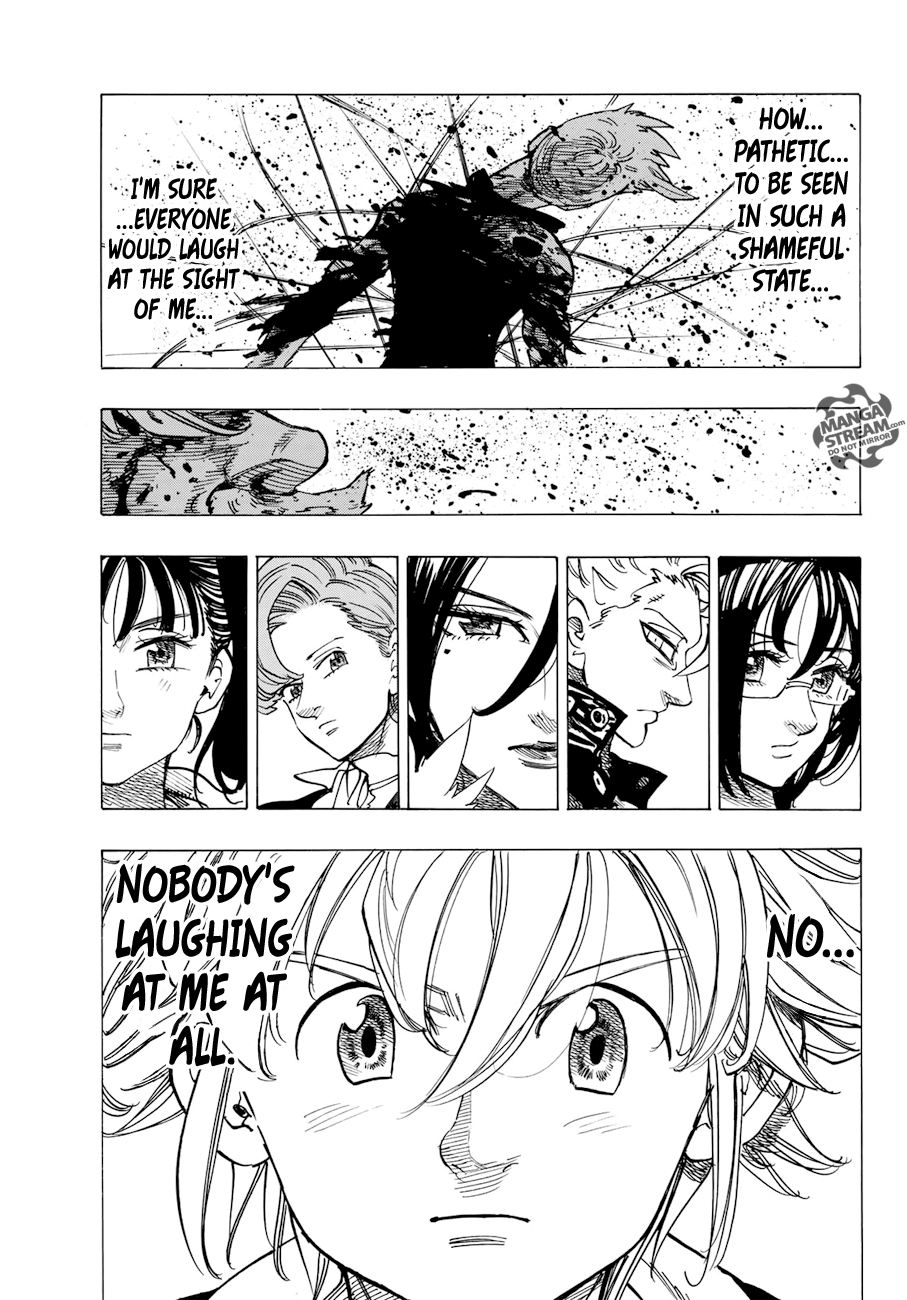 HOW...
PATHETIC...
TO BE SEEN
IN SUCH A
SHAMEFUL
STATE...
I'M SURE
...EVERYONE
WOULD LAUGH
AT THE SIGHT
OF ME...
MANGA
STREAM.com
DO NOT MIRROR
NO...
NOBODY'S
LAUGHING
AT ME AT
ALL.